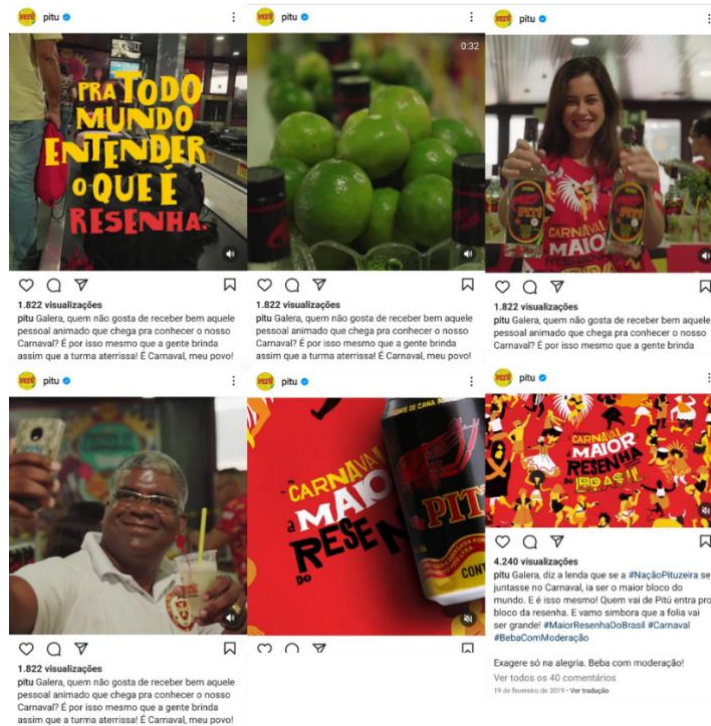 pitu
PRA TODO
MUNDO
ENTENDER
O QUE É
RESENHA.
1.822 visualizações
pitu Galera, quem não gosta de receber bem aquele
pessoal animado que chega pra conhecer o nosso
Carnaval? É por isso mesmo que a gente brinda
assim que a turma aterrissa! É Carnaval, meu povo!
pitu
0:32
1.822 visualizações
pitu Galera, quem não gosta de receber bem aquele
pessoal animado que chega pra conhecer o nosso
Carnaval? É por isso mesmo que a gente brinda
assim que a turma aterrissa! É Carnaval, meu povo!
pitu
PITÚ
PITÚ
CARNAVAL
MAIOR
1.822 visualizações
pitu Galera, quem não gosta de receber bem aquele
pessoal animado que chega pra conhecer o nosso
Carnaval? É por isso mesmo que a gente brinda
pitu
1.822 visualizações
pitu Galera, quem não gosta de receber bem aquele
pessoal animado que chega pra conhecer o nosso
Carnaval? É por isso mesmo que a gente brinda
assim que a turma aterrissa! É Carnaval, meu povo!
pitu
CARNAVAL
A MAIOR
RESEN
DO
PITÚ
CONT
pitu
CARNAVAL
A MAIOR
RESENHA
DO BRASIL
4.240 visualizações
pitu Galera, diz a lenda que se a #NaçãoPituzeira se
juntasse no Carnaval, ia ser o maior bloco do
mundo. E é isso mesmo! Quem vai de Pitú entra pro
bloco da resenha. E vamo simbora que a folia vai
ser grande! #MaiorResenhaDoBrasil #Carnaval
#BebaComModeração
Exagere só na alegria. Beba com moderação!
Ver todos os 40 comentários
19 de fevereiro de 2019 • Ver tradução